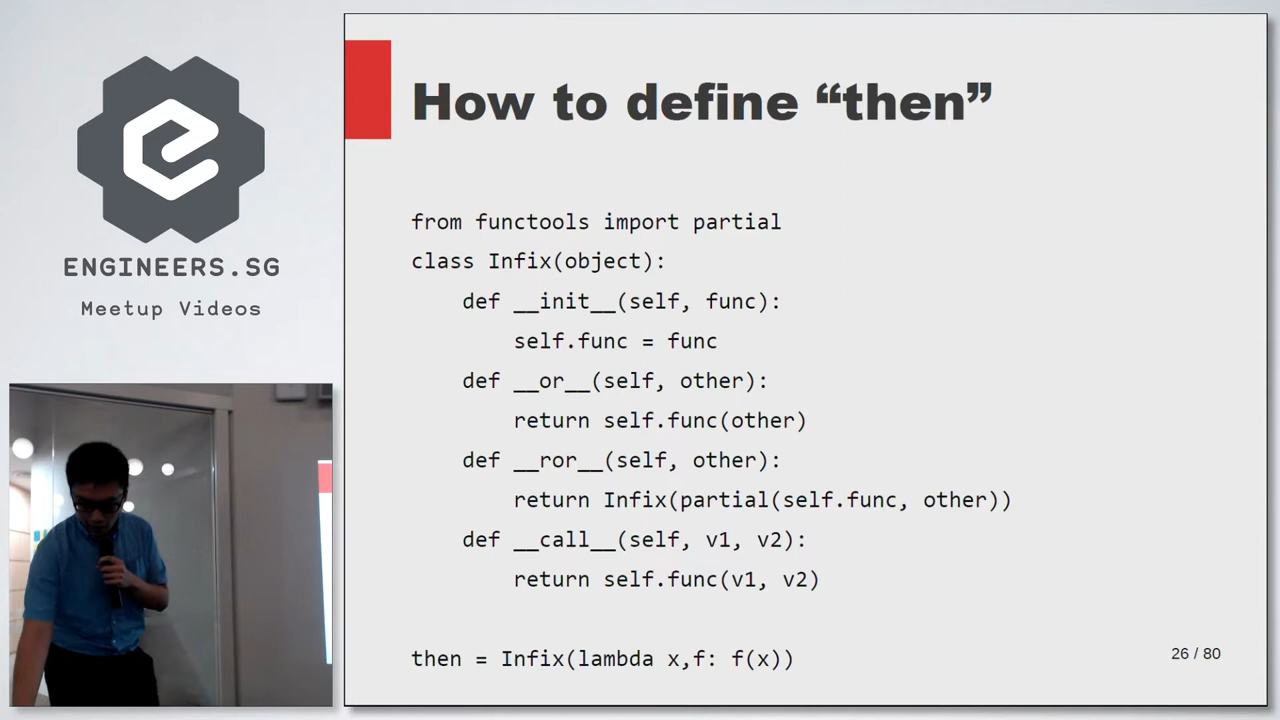 ENGINEERS.SG
Meetup Videos
How to define “then”
from functools import partial
class Infix(object):
    def __init__(self, func):
        self.func = func
    def __or__(self, other):
        return self.func(other)
    def __ror__(self, other):
        return Infix(partial(self.func, other))
    def __call__(self, v1, v2):
        return self.func(v1, v2)
then = Infix(lambda x,f: f(x))
26 / 80